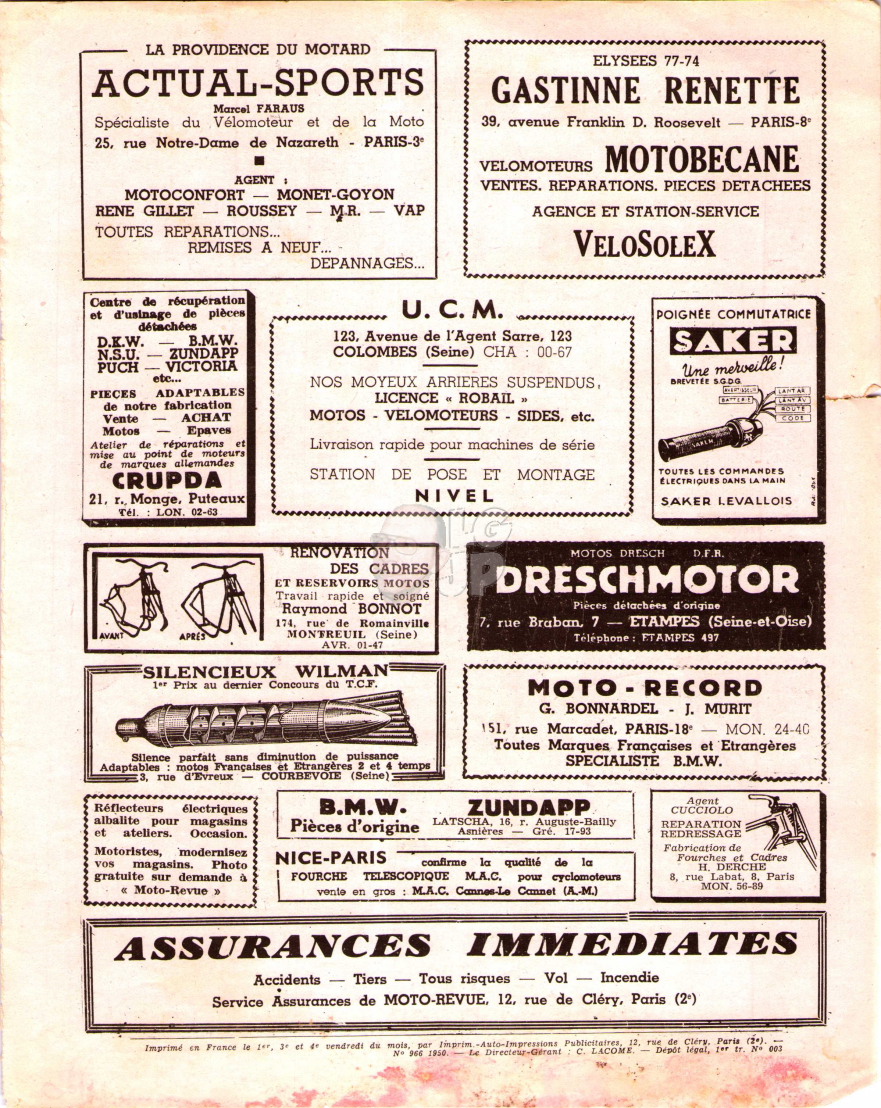 LA PROVIDENCE DU MOTARD
ACTUAL-SPORTS
Marcel FARAUS
Spécialiste du Vélomoteur et de la Moto
25, rue Notre-Dame de Nazareth - PARIS-3e
AGENT :
MOTOCONFORT — MONET-GOYON
RENE GILLET — ROUSSEY — M.R. — VAP
TOUTES REPARATIONS...
REMISES A NEUF...
DEPANNAGES...
ELYSEES 77-74
GASTINNE RENETTE
39, avenue Franklin D. Roosevelt — PARIS-8e
VELOMOTEURS MOTOBECANE
VENTES. REPARATIONS. PIECES DETACHEES
AGENCE ET STATION-SERVICE
VELOSOLEX
Centre de récupération
et d'usinage de pièces
détachées
D.K.W. — B.M.W.
N.S.U. — ZUNDAPP
PUCH — VICTORIA
etc...
PIECES ADAPTABLES
de notre fabrication
Vente — ACHAT
Motos — Epaves
Atelier de réparations et
mise au point de moteurs
de marques allemandes
CRUPDA
21, r. Monge, Puteaux
Tél. : LON. 02-63
U.C.M.
123, Avenue de l'Agent Sarre, 123
COLOMBES (Seine) CHA : 00-67
NOS MOYEUX ARRIERES SUSPENDUS,
LICENCE « ROBAIL »
MOTOS - VELOMOTEURS - SIDES, etc.
Livraison rapide pour machines de série
STATION DE POSE ET MONTAGE
NIVEL
POIGNÉE COMMUTATRICE
SAKER
Une merveille!
BREVETÉE S.G.D.G.
AVERTISSEUR
BATTERIE
LANT AR
LANT AV
ROUTE
CODE
SAKER
TOUTES LES COMMANDES
ÉLECTRIQUES DANS LA MAIN
SAKER LEVALLOIS
AVANT
APRÈS
RENOVATION
DES CADRES
ET RESERVOIRS MOTOS
Travail rapide et soigné
Raymond BONNOT
174, rue de Romainville
MONTREUIL (Seine)
AVR. 01-47
MOTOS DRESCH D.F.R.
DRESCHMOTOR
Pièces détachées d'origine
7, rue Braban, 7 — ETAMPES (Seine-et-Oise)
Téléphone : ETAMPES 497
SILENCIEUX WILMAN
1er Prix au dernier Concours du T.C.F.
Silence parfait sans diminution de puissance
Adaptables : motos Françaises et Etrangères 2 et 4 temps
3, rue d'Evreux — COURBEVOIE (Seine)
MOTO - RECORD
G. BONNARDEL - J. MURIT
151, rue Marcadet, PARIS-18e — MON. 24-40
Toutes Marques Françaises et Etrangères
SPECIALISTE B.M.W.
Réflecteurs électriques
albalite pour magasins
et ateliers. Occasion.
Motoristes, modernisez
vos magasins. Photo
gratuite sur demande à
« Moto-Revue »
B.M.W. ZUNDAPP
Pièces d'origine
LATSCHA, 16, r. Auguste-Bailly
Asnières — Gré. 17-93
NICE-PARIS confirme la qualité de la
FOURCHE TELESCOPIQUE M.A.C. pour cyclomoteurs
vente en gros : M.A.C. Cannes-Le Cannet (A.-M.)
Agent
CUCCIOLO
REPARATION
REDRESSAGE
Fabrication de
Fourches et Cadres
H. DERCHE
8, rue Labat, 8, Paris
MON. 56-89
ASSURANCES IMMEDIATES
Accidents — Tiers — Tous risques — Vol — Incendie
Service Assurances de MOTO-REVUE, 12, rue de Cléry, Paris (2e)
Imprimé en France le 1er, 3e et 4e vendredi du mois, par Imprim.-Auto-Impressions Publicitaires, 12, rue de Cléry, Paris (2e). —
No 966 1950. — Le Directeur-Gérant : C. LACOME. — Dépôt légal, 1er tr. No 003